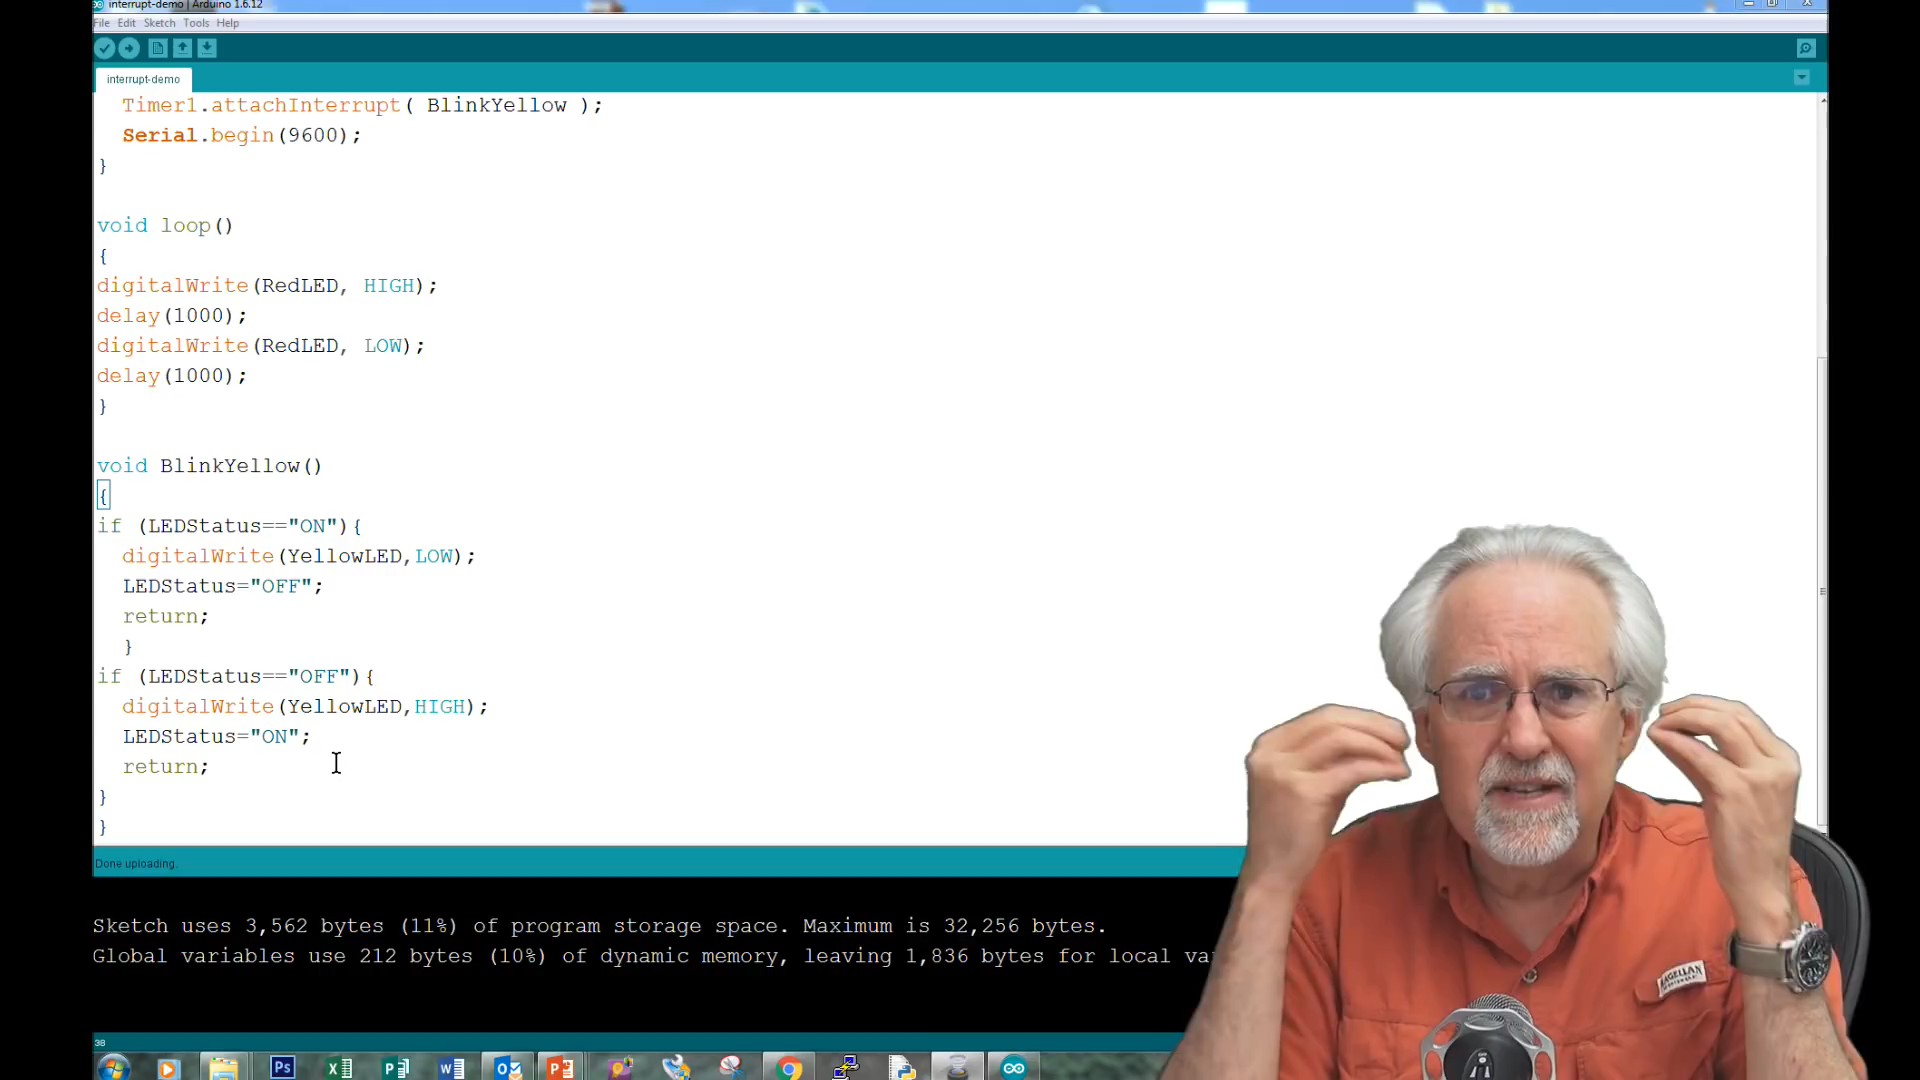 interrupt-demo | Arduino 1.6.12
File Edit Sketch Tools Help
interrupt-demo
Timer1.attachInterrupt( BlinkYellow );
Serial.begin(9600);
}
void loop()
{
digitalWrite(RedLED, HIGH);
delay(1000);
digitalWrite(RedLED, LOW);
delay(1000);
}
void BlinkYellow()
{
if (LEDStatus=="ON"){
digitalWrite(YellowLED,LOW);
LEDStatus="OFF";
return;
}
if (LEDStatus=="OFF"){
digitalWrite(YellowLED,HIGH);
LEDStatus="ON";
return;
}
}
Done uploading.
Sketch uses 3,562 bytes (11%) of program storage space. Maximum is 32,256 bytes.
Global variables use 212 bytes (10%) of dynamic memory, leaving 1,836 bytes for local
38
Ps
MAGELLAN